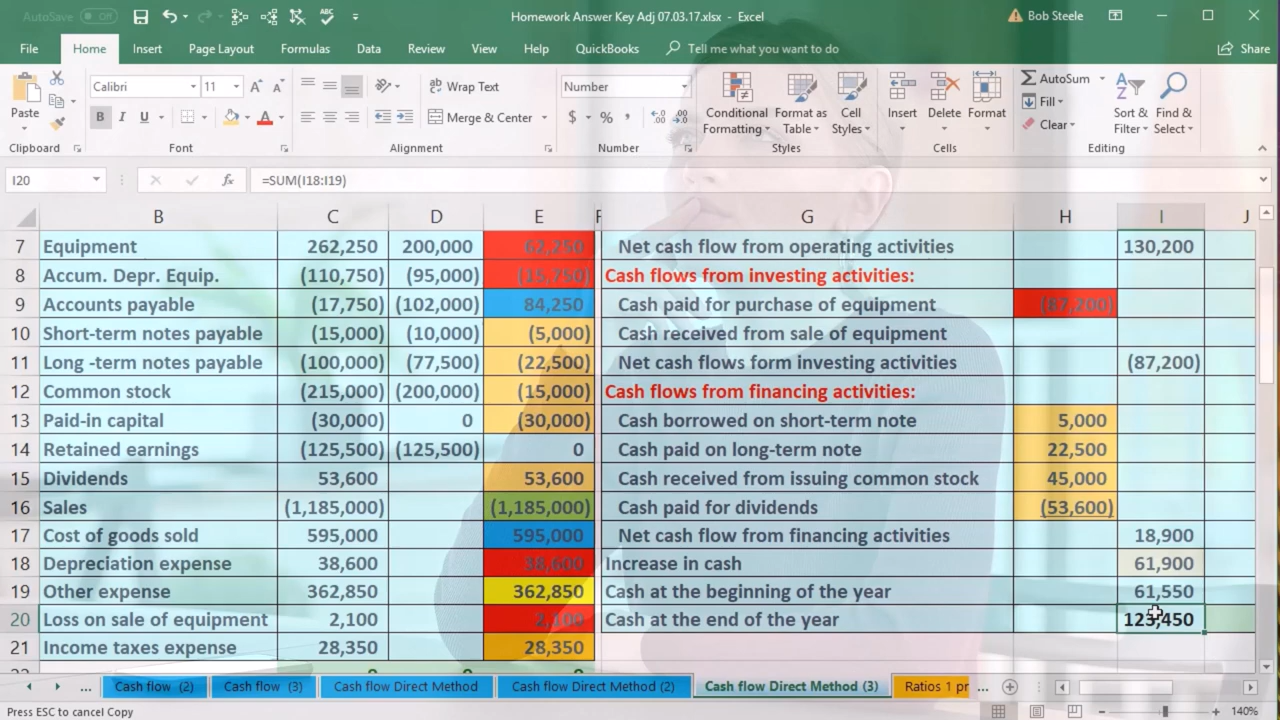 AutoSave Off Homework Answer Key Adj 07.03.17.xlsx - Excel Bob Steele
File Home Insert Page Layout Formulas Data Review View Help QuickBooks Tell me what you want to do Share
Paste Calibri 11 Wrap Text Number AutoSum
B I U Merge & Center $ % Conditional Formatting Format as Table Cell Styles Insert Delete Format Fill Clear Sort & Filter Find & Select
Clipboard Font Alignment Number Styles Cells Editing
I20 fx =SUM(I18:I19)
B C D E F G H I J
7 Equipment 262,250 200,000 62,250 Net cash flow from operating activities 130,200
8 Accum. Depr. Equip. (110,750) (95,000) (15,750) Cash flows from investing activities:
9 Accounts payable (17,750) (102,000) 84,250 Cash paid for purchase of equipment (87,200)
10 Short-term notes payable (15,000) (10,000) (5,000) Cash received from sale of equipment
11 Long -term notes payable (100,000) (77,500) (22,500) Net cash flows form investing activities (87,200)
12 Common stock (215,000) (200,000) (15,000) Cash flows from financing activities:
13 Paid-in capital (30,000) 0 (30,000) Cash borrowed on short-term note 5,000
14 Retained earnings (125,500) (125,500) 0 Cash paid on long-term note 22,500
15 Dividends 53,600 53,600 Cash received from issuing common stock 45,000
16 Sales (1,185,000) (1,185,000) Cash paid for dividends (53,600)
17 Cost of goods sold 595,000 595,000 Net cash flow from financing activities 18,900
18 Depreciation expense 38,600 38,600 Increase in cash 61,900
19 Other expense 362,850 362,850 Cash at the beginning of the year 61,550
20 Loss on sale of equipment 2,100 2,100 Cash at the end of the year 123,450
21 Income taxes expense 28,350 28,350
... Cash flow (2) Cash flow (3) Cash flow Direct Method Cash flow Direct Method (2) Cash flow Direct Method (3) Ratios 1 pr ...
Press ESC to cancel Copy 140%